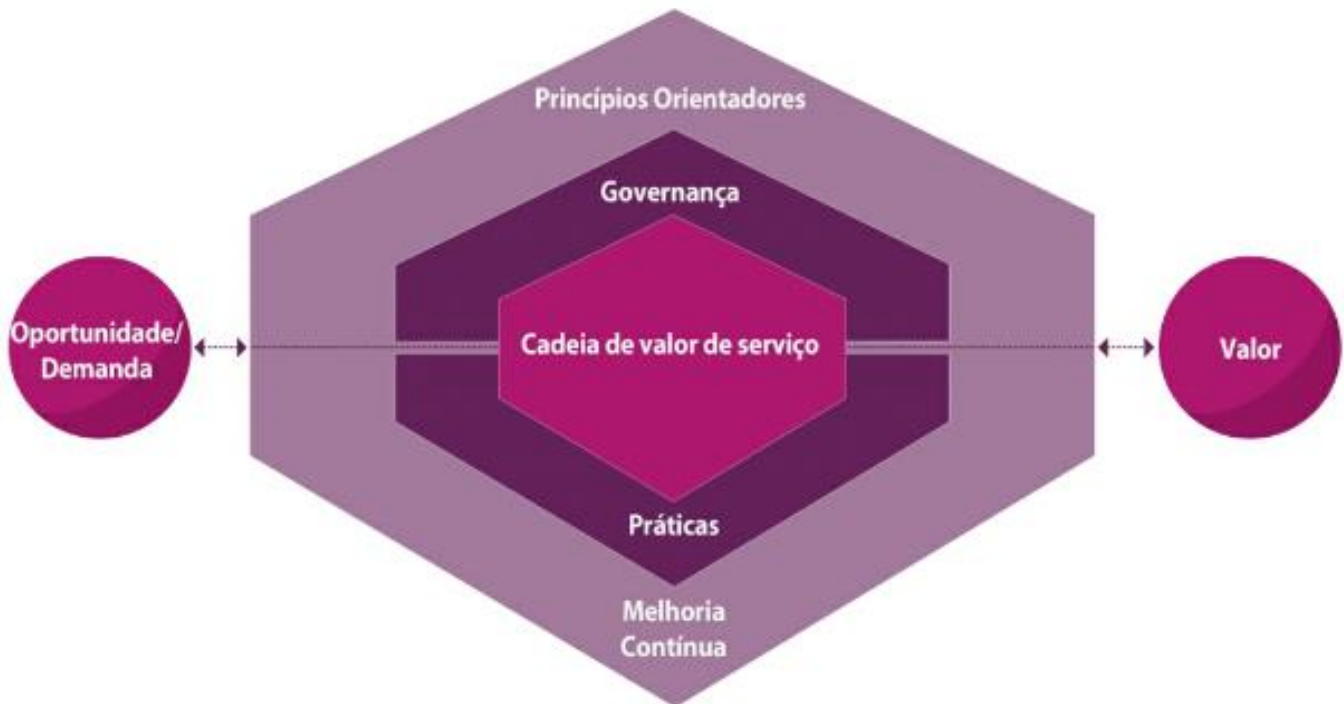 Princípios Orientadores
Governança
Oportunidade/
Demanda
Cadeia de valor de serviço
Valor
Práticas
Melhoria
Contínua